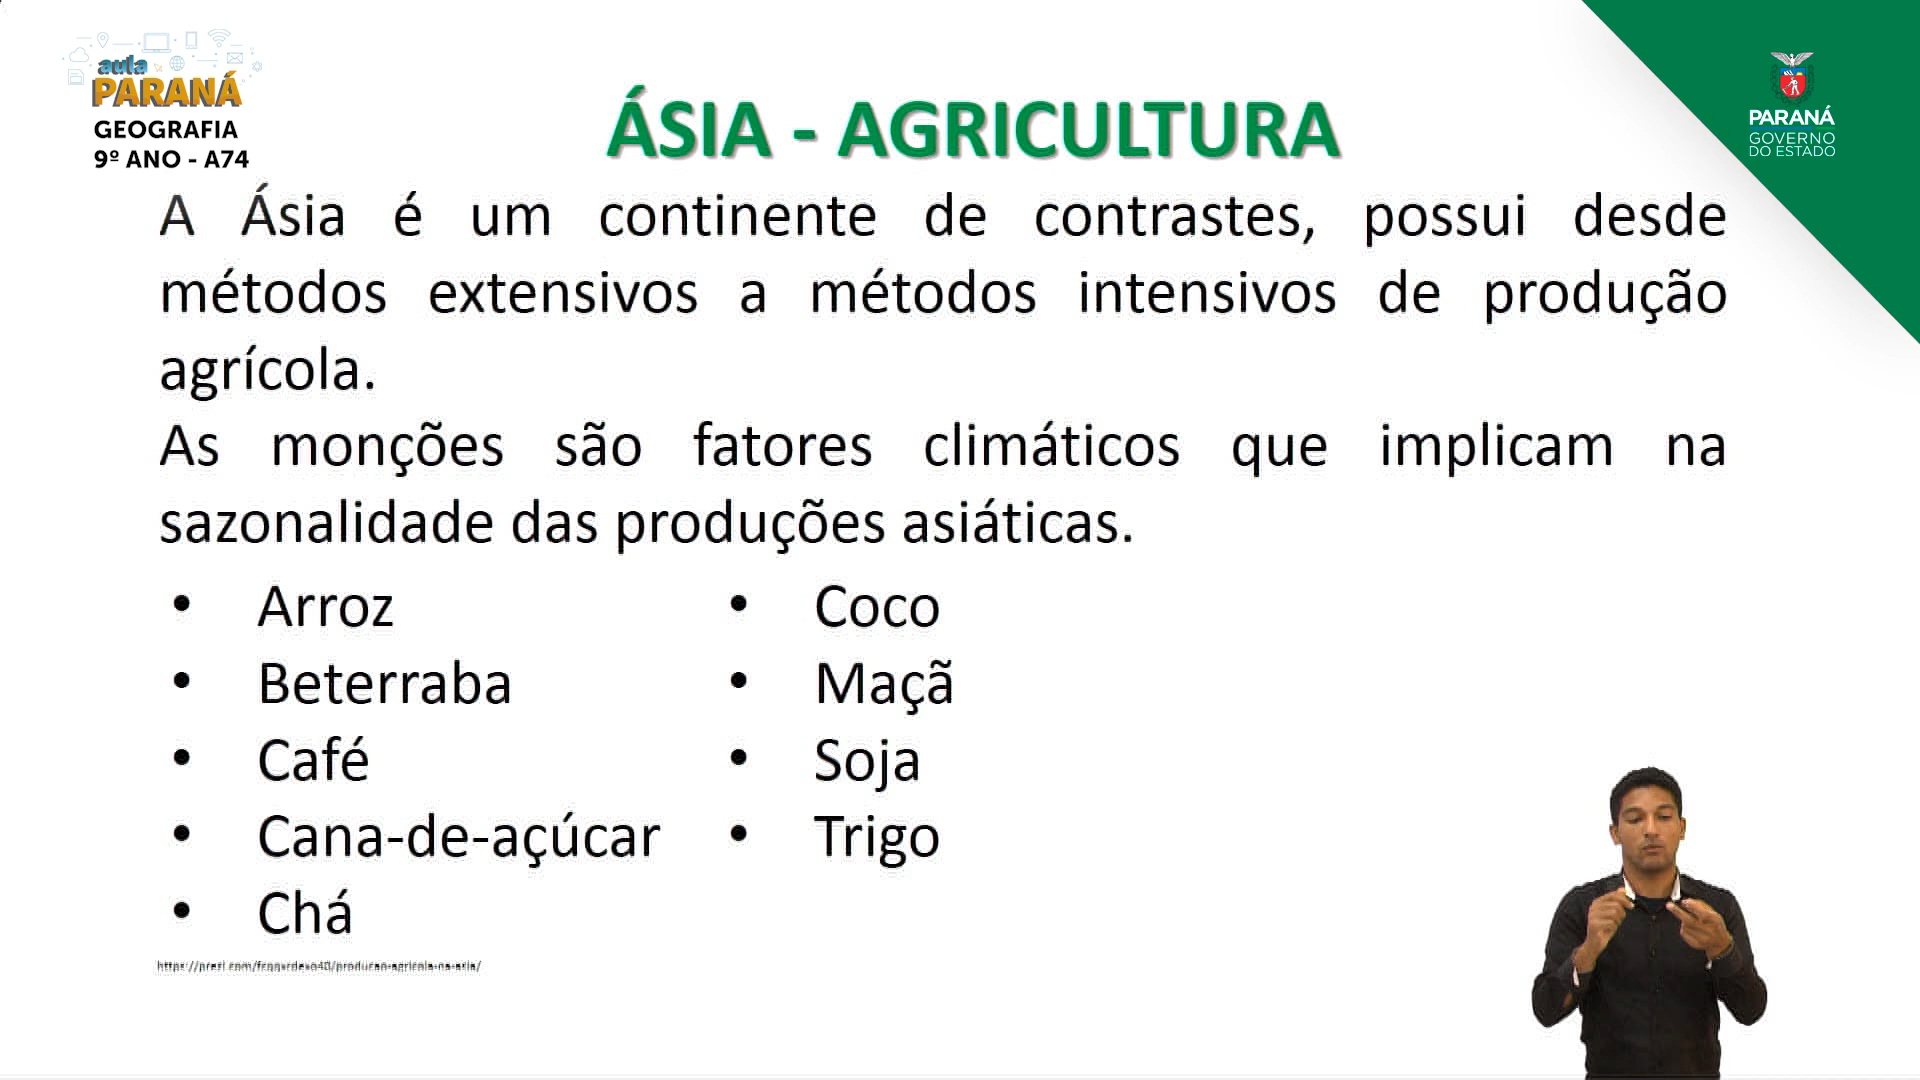 aula
PARANÁ
GEOGRAFIA
9º ANO - A74
PARANÁ
GOVERNO
DO ESTADO
ÁSIA - AGRICULTURA
A Ásia é um continente de contrastes, possui desde
métodos extensivos a métodos intensivos de produção
agrícola.
As monções são fatores climáticos que implicam na
sazonalidade das produções asiáticas.
• Arroz
• Beterraba
• Café
• Cana-de-açúcar
• Chá
• Coco
• Maçã
• Soja
• Trigo